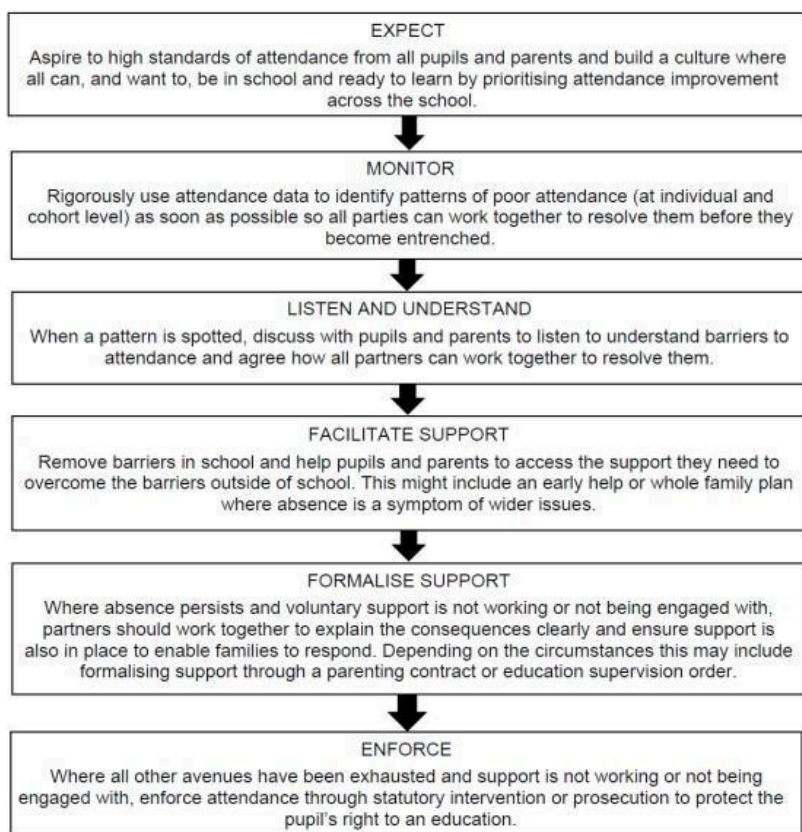 EXPECT
Aspire to high standards of attendance from all pupils and parents and build a culture where
all can, and want to, be in school and ready to learn by prioritising attendance improvement
across the school.
MONITOR
Rigorously use attendance data to identify patterns of poor attendance (at individual and
cohort level) as soon as possible so all parties can work together to resolve them before they
become entrenched.
LISTEN AND UNDERSTAND
When a pattern is spotted, discuss with pupils and parents to listen to understand barriers to
attendance and agree how all partners can work together to resolve them.
FACILITATE SUPPORT
Remove barriers in school and help pupils and parents to access the support they need to
overcome the barriers outside of school. This might include an early help or whole family plan
where absence is a symptom of wider issues.
FORMALISE SUPPORT
Where absence persists and voluntary support is not working or not being engaged with,
partners should work together to explain the consequences clearly and ensure support is
also in place to enable families to respond. Depending on the circumstances this may include
formalising support through a parenting contract or education supervision order.
ENFORCE
Where all other avenues have been exhausted and support is not working or not being
engaged with, enforce attendance through statutory intervention or prosecution to protect the
pupil's right to an education.